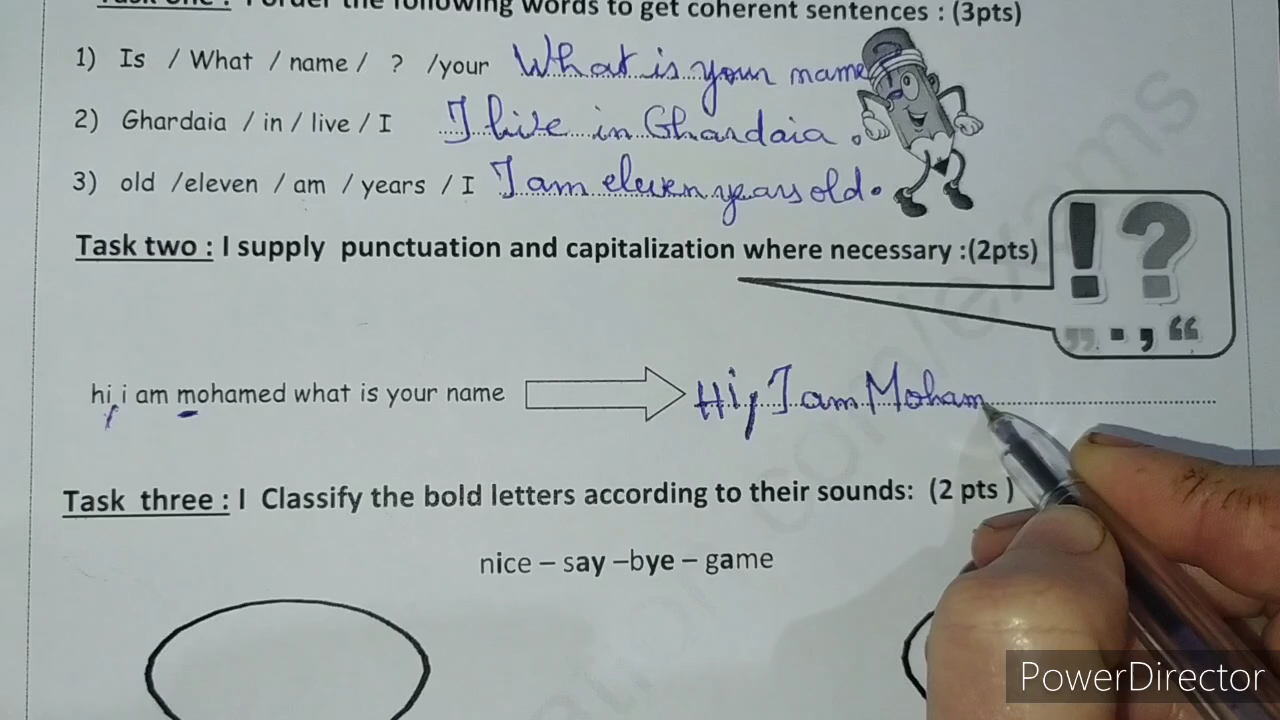 Task one : I order the following words to get coherent sentences : (3pts)
1) Is / What / name / ? /your What is your name
2) Ghardaia / in / live / I I live in Ghardaia.
3) old /eleven / am / years / I I am eleven years old.
Task two : I supply punctuation and capitalization where necessary :(2pts)
! ?
„ . , “
hi, i am mohamed what is your name Hi, I am Moham
Task three : I Classify the bold letters according to their sounds: (2 pts )
nice – say –bye – game
com/exams
PowerDirector